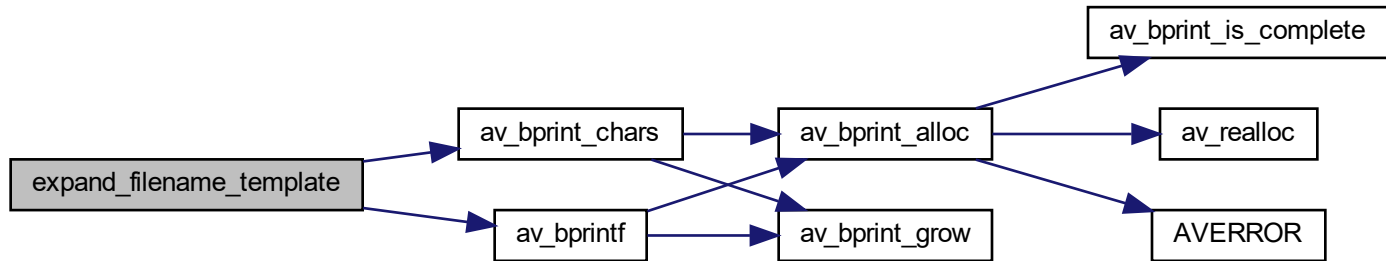 expand_filename_template
av_bprint_chars
av_bprintf
av_bprint_alloc
av_bprint_grow
av_bprint_is_complete
av_realloc
AVERROR